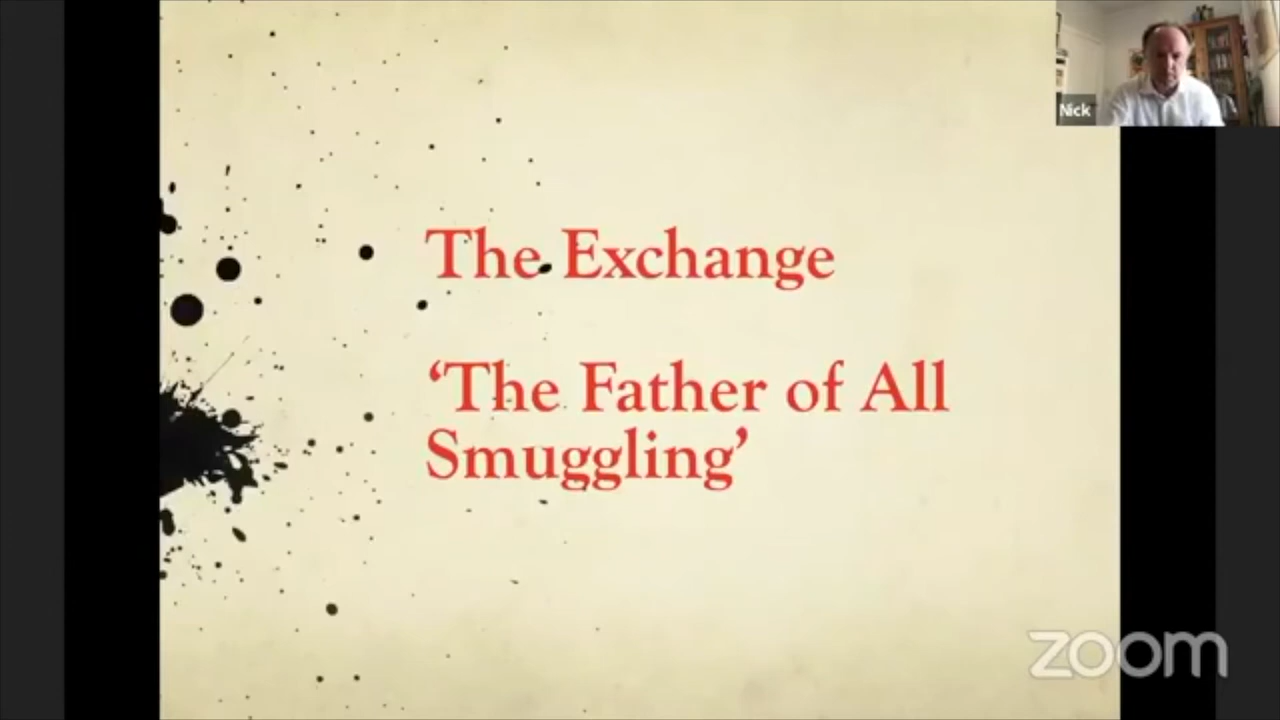 Nick
The Exchange
‘The Father of All
Smuggling’
zoom